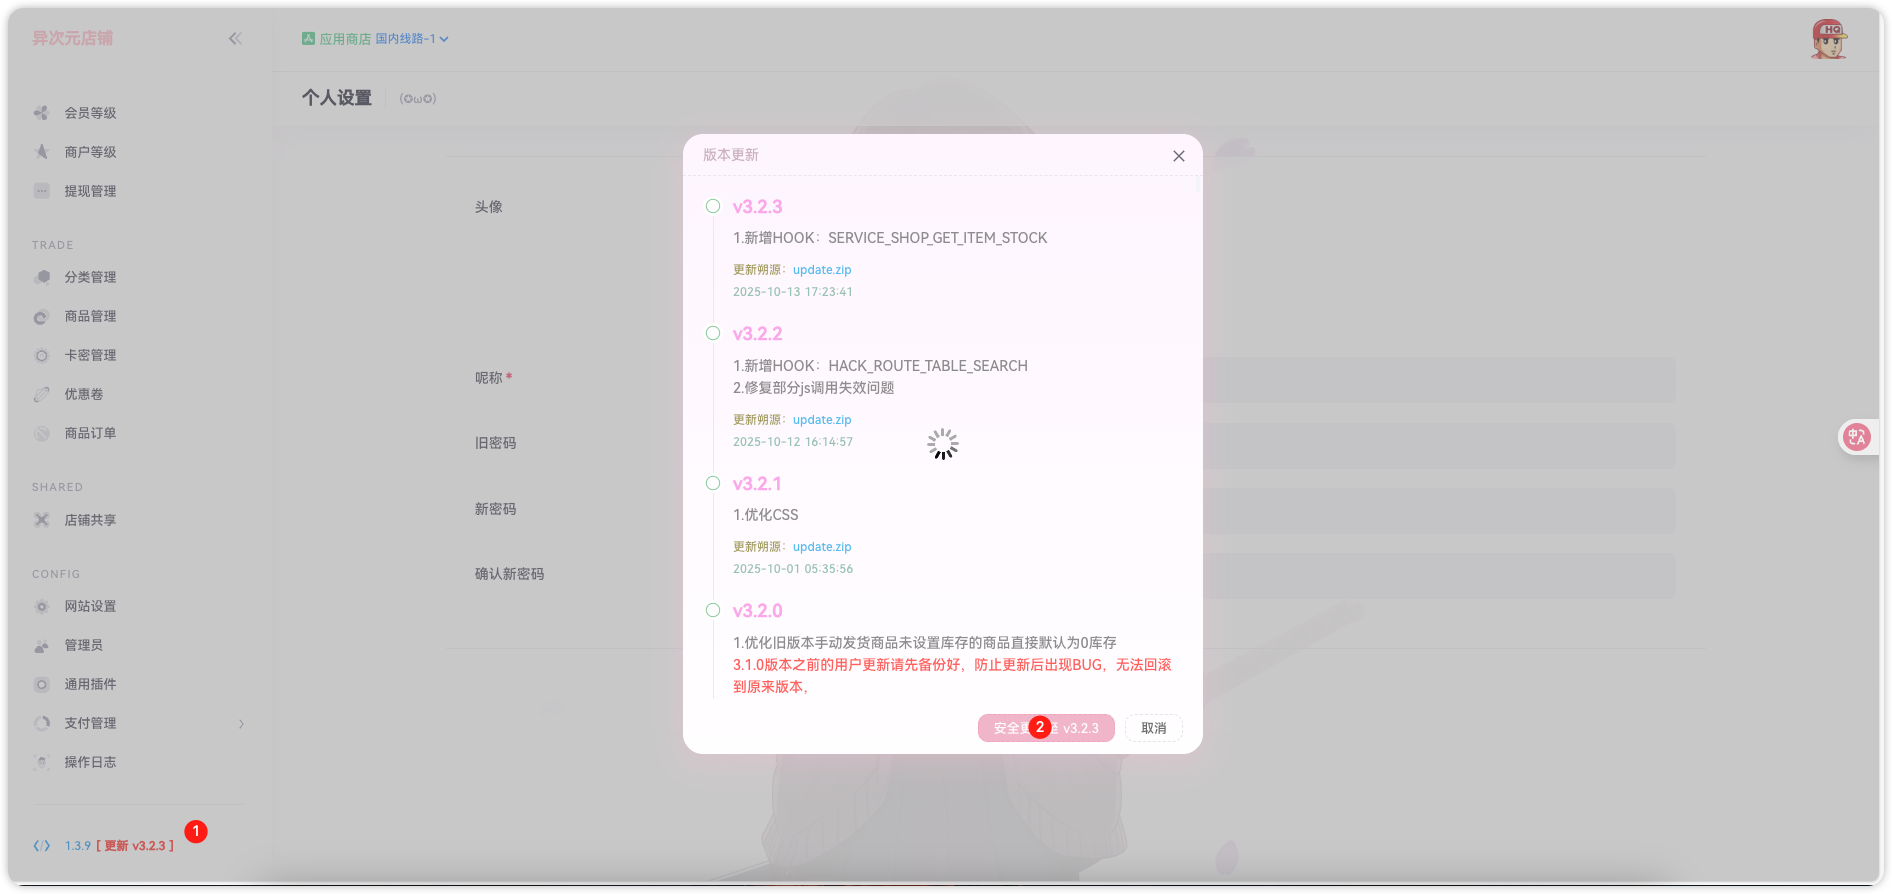 异次元店铺
应用商店 国内线路-1
HQ
会员等级
商户等级
提现管理
TRADE
分类管理
商品管理
卡密管理
优惠卷
商品订单
SHARED
店铺共享
CONFIG
网站设置
管理员
通用插件
支付管理
操作日志
1.3.9 [ 更新 v3.2.3 ]
1
个人设置
(✪ω✪)
头像
昵称 *
旧密码
新密码
确认新密码
版本更新
v3.2.3
1.新增HOOK：SERVICE_SHOP_GET_ITEM_STOCK
更新朔源：update.zip
2025-10-13 17:23:41
v3.2.2
1.新增HOOK：HACK_ROUTE_TABLE_SEARCH
2.修复部分js调用失效问题
更新朔源：update.zip
2025-10-12 16:14:57
v3.2.1
1.优化CSS
更新朔源：update.zip
2025-10-01 05:35:56
v3.2.0
1.优化旧版本手动发货商品未设置库存的商品直接默认为0库存
3.1.0版本之前的用户更新请先备份好，防止更新后出现BUG，无法回滚
到原来版本,
安全更 2 至 v3.2.3
取消
中 A